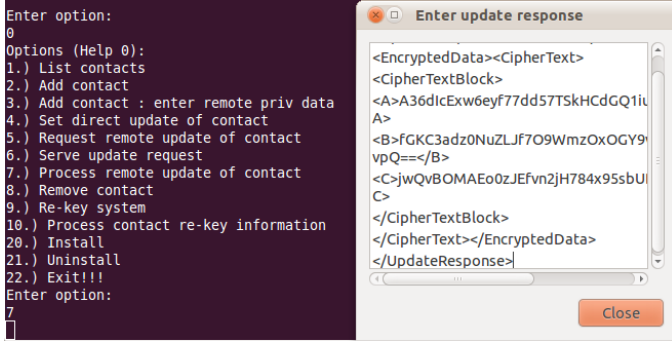 Enter option:
0
Options (Help 0):
1.) List contacts
2.) Add contact
3.) Add contact : enter remote priv data
4.) Set direct update of contact
5.) Request remote update of contact
6.) Serve update request
7.) Process remote update of contact
8.) Remove contact
9.) Re-key system
10.) Process contact re-key information
20.) Install
21.) Uninstall
22.) Exit!!!
Enter option:
7
Enter update response
<EncryptedData><CipherText>
<CipherTextBlock>
<A>A36dIcExw6eyf77dd57TSkHCdGQ1iu
A>
<B>fGKC3adz0NuZLJf7O9WmzOxOGY9
vpQ==</B>
<C>jwQvBOMAEo0zJEfvn2jH784x95sbU
C>
</CipherTextBlock>
</CipherText></EncryptedData>
</UpdateResponse>
Close